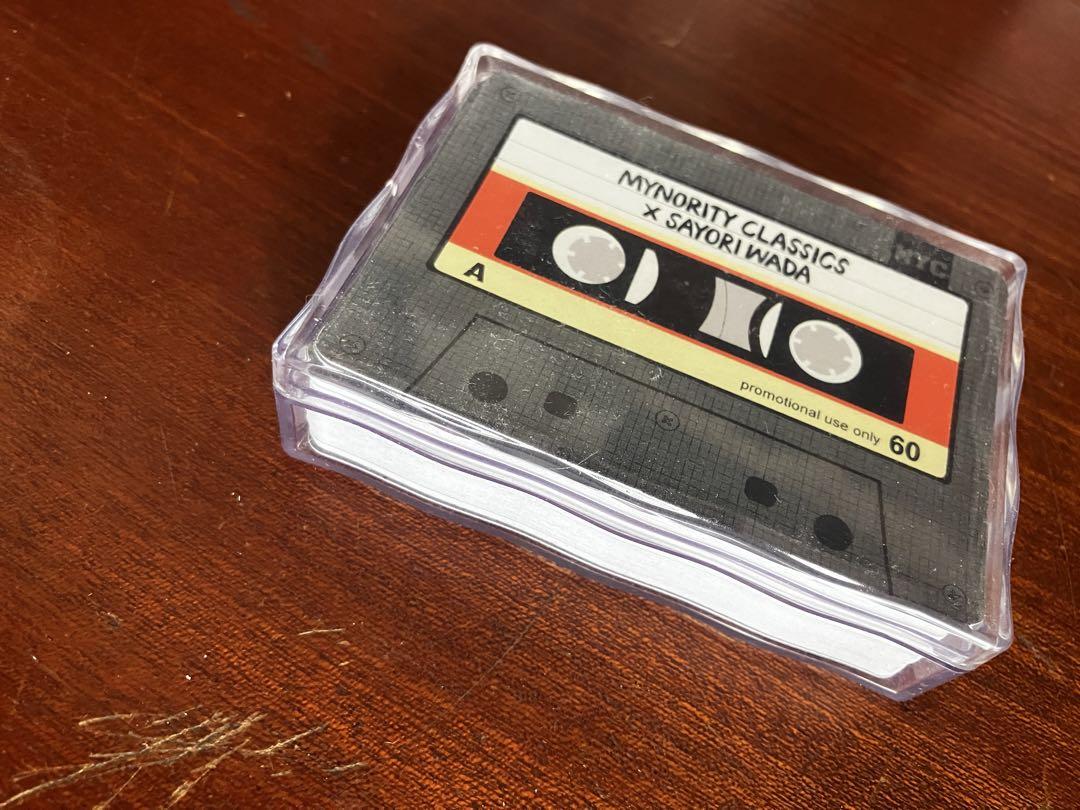 MYNORITY CLASSICS
X SAYORI WADA
NYC
A
promotional use only 60